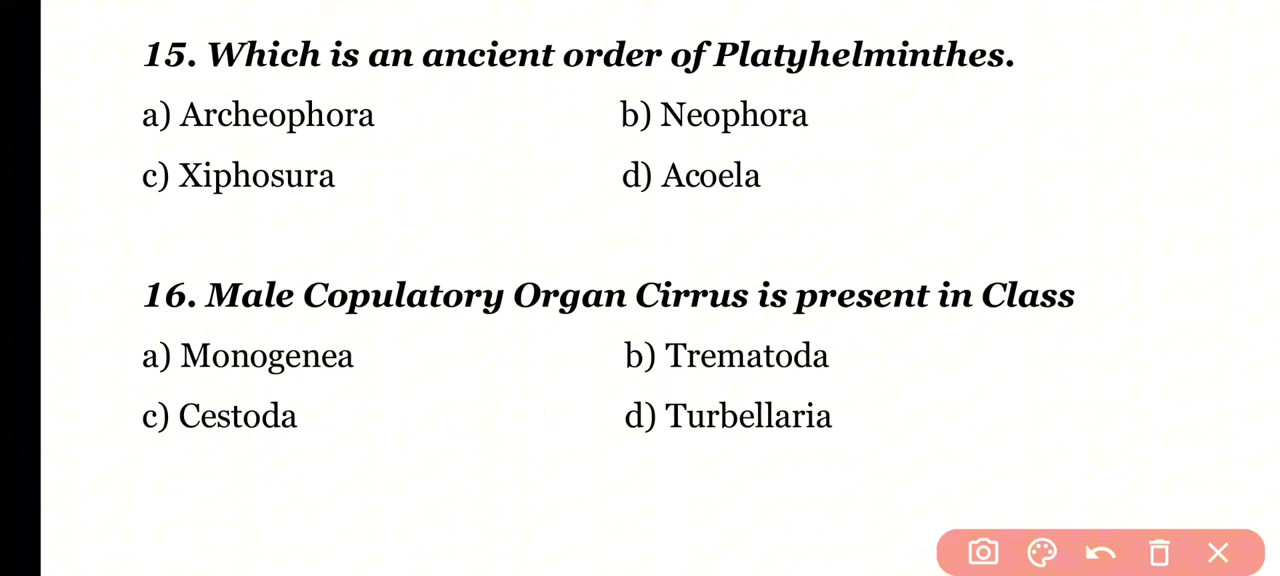 15. Which is an ancient order of Platyhelminthes.
a) Archeophora b) Neophora
c) Xiphosura d) Acoela
16. Male Copulatory Organ Cirrus is present in Class
a) Monogenea b) Trematoda
c) Cestoda d) Turbellaria